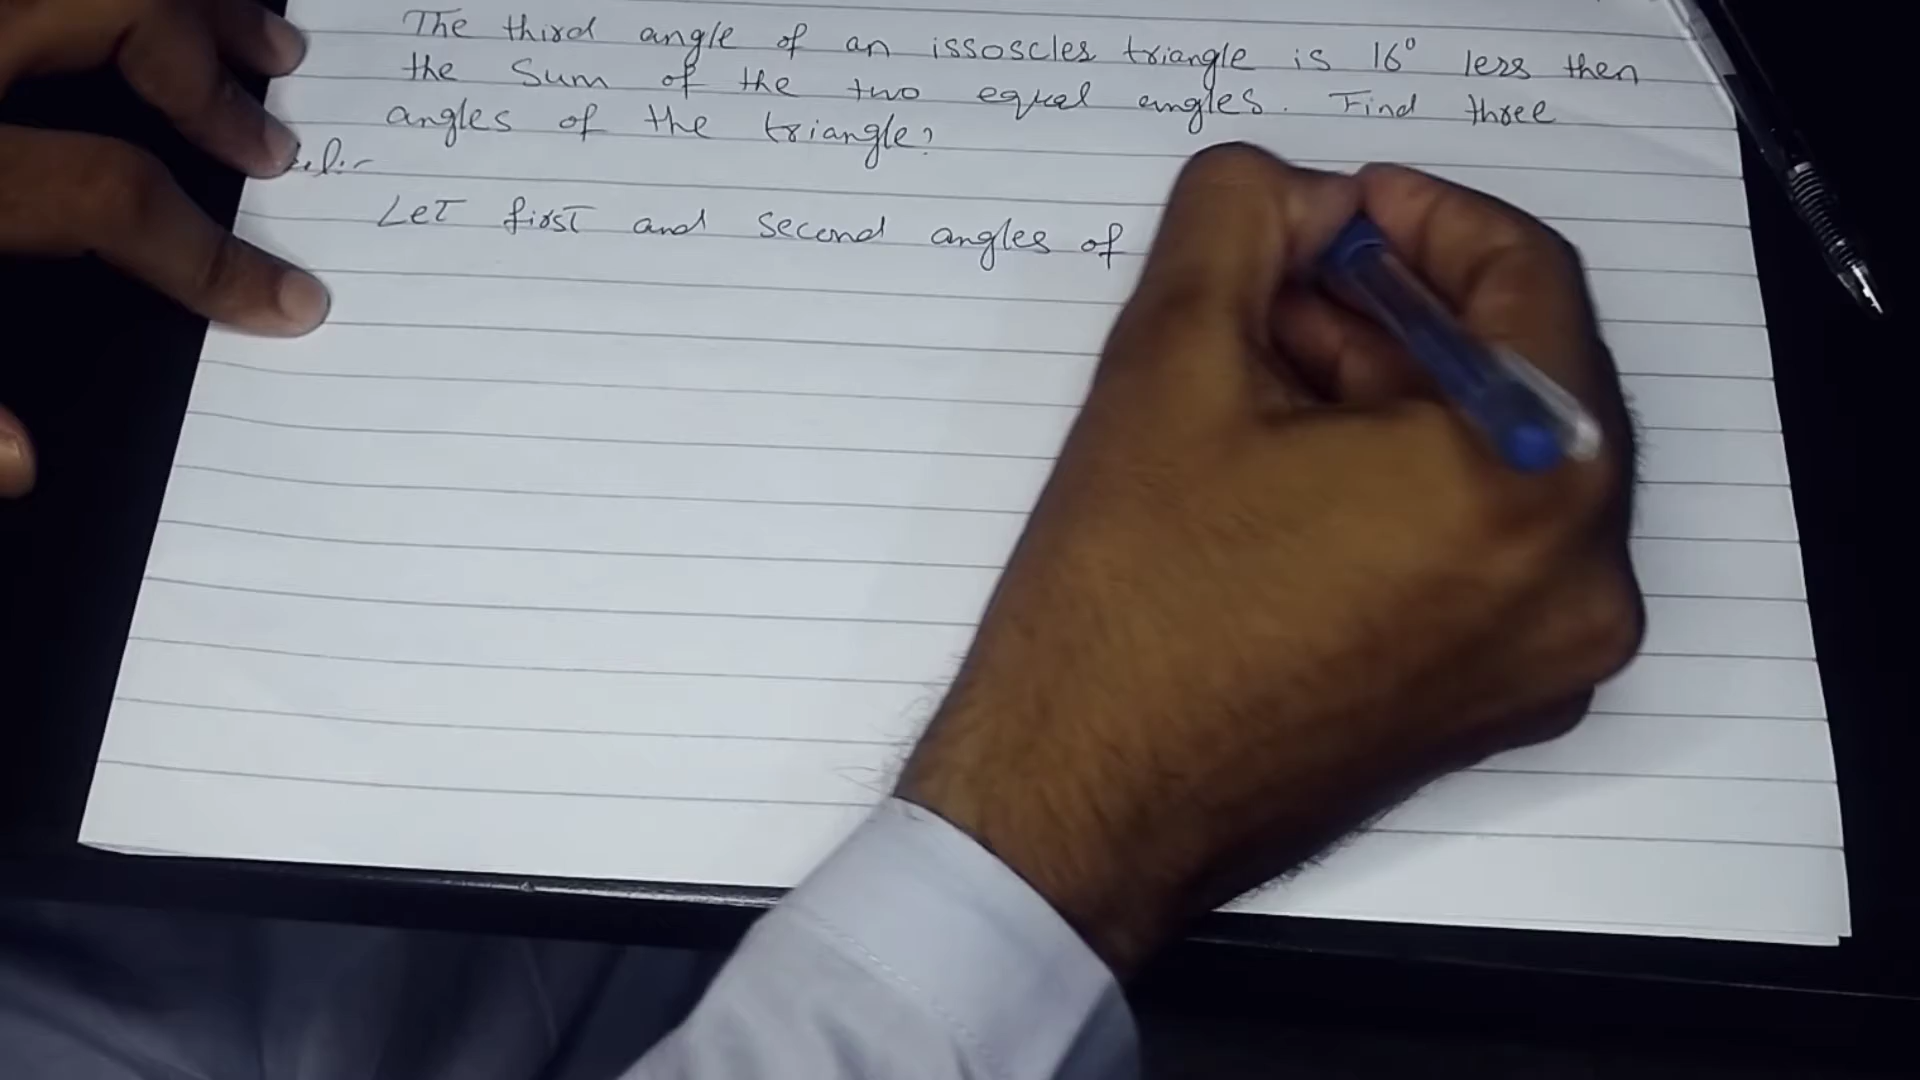 The third angle of an issoscles triangle is 16° less then
the Sum of the two equal angles. Find three
angles of the triangle?
Let first and second angles of